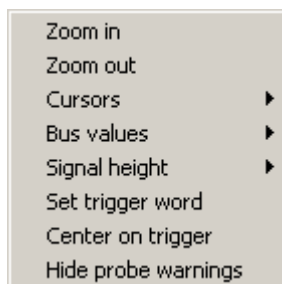 Zoom in
Zoom out
Cursors
Bus values
Signal height
Set trigger word
Center on trigger
Hide probe warnings